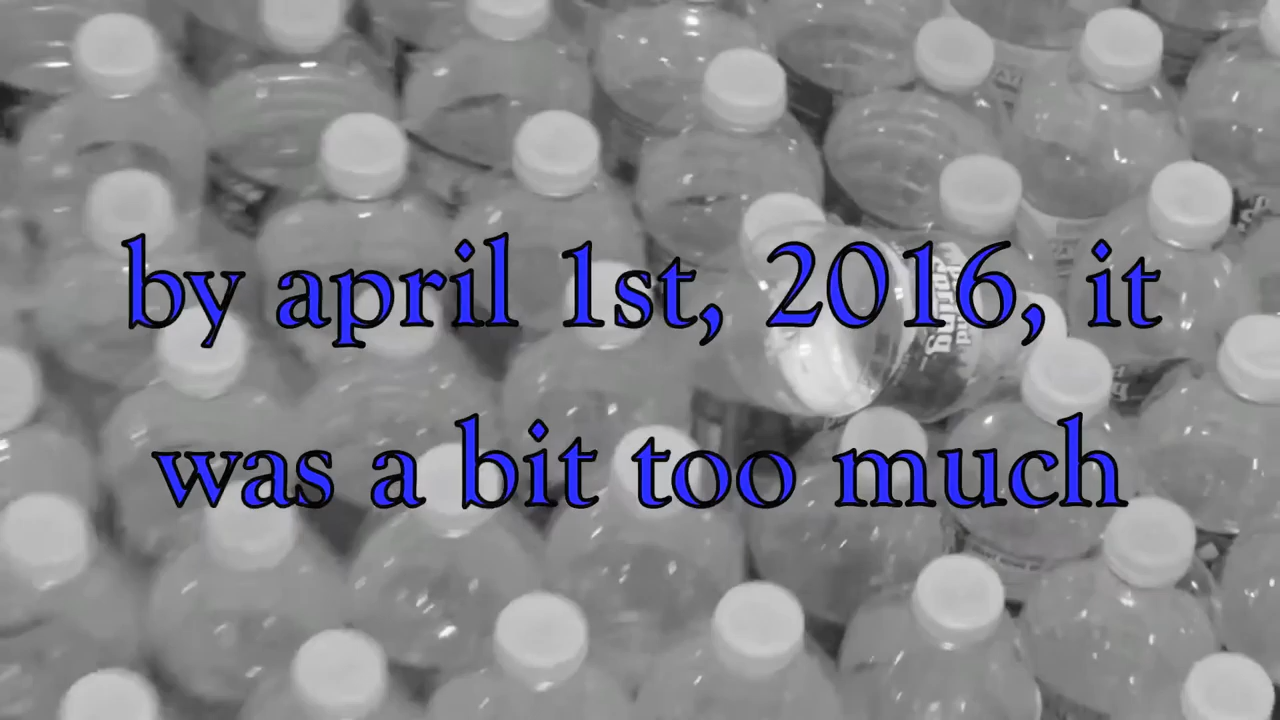 by april 1st, 2016, it
was a bit too much